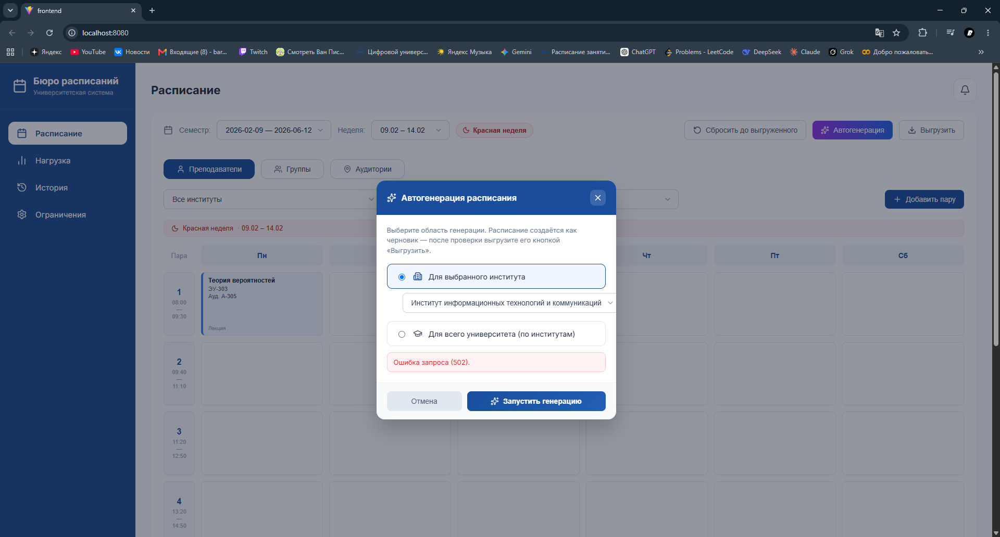 frontend
localhost:8080
Яндекс
YouTube
Новости
Входящие (8) - bar...
Twitch
Смотреть Ван Пис...
Цифровой универс...
Яндекс Музыка
Gemini
Расписание заняти...
ChatGPT
Problems - LeetCode
DeepSeek
Claude
Grok
Добро пожаловать...
Бюро расписаний
Университетская система
Расписание
Нагрузка
История
Ограничения
Расписание
Семестр:
2026-02-09 — 2026-06-12
Неделя:
09.02 – 14.02
Красная неделя
Сбросить до выгруженного
Автогенерация
Выгрузить
Преподаватели
Группы
Аудитории
Все институты
Добавить пару
Красная неделя · 09.02 – 14.02
Пара
Пн
Чт
Пт
Сб
1
08:00
—
09:30
Теория вероятностей
ЭУ-303
Ауд. А-305
Лекция
2
09:40
—
11:10
3
11:20
—
12:50
4
13:20
—
14:50
Автогенерация расписания
Выберите область генерации. Расписание создаётся как
черновик — после проверки выгрузите его кнопкой
«Выгрузить».
Для выбранного института
Институт информационных технологий и коммуникаций
Для всего университета (по институтам)
Ошибка запроса (502).
Отмена
Запустить генерацию